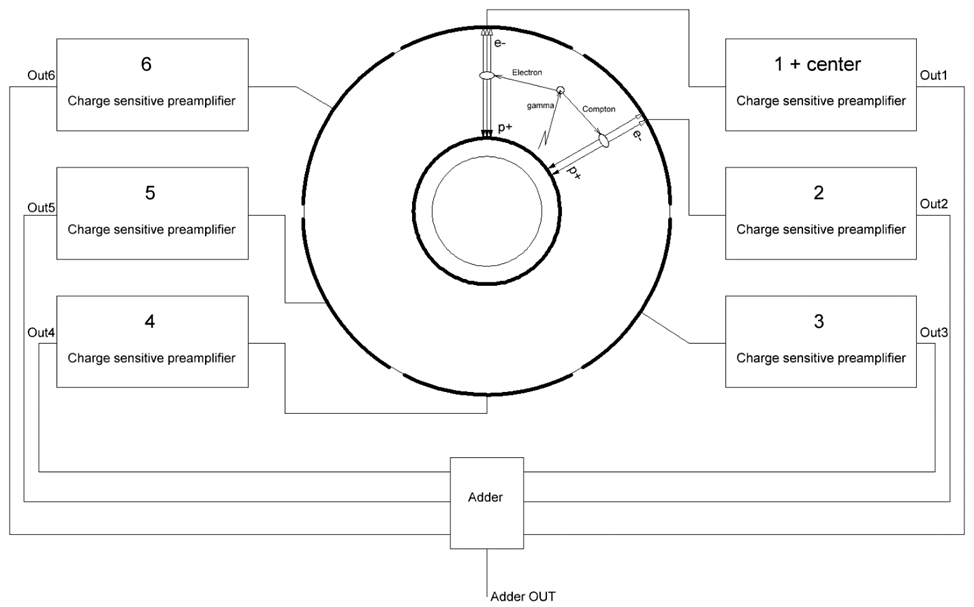 6
Charge sensitive preamplifier
Out6
1 + center
Charge sensitive preamplifier
Out1
e-
Electron
gamma
Compton
e-
p+
p+
5
Charge sensitive preamplifier
Out5
2
Charge sensitive preamplifier
Out2
4
Charge sensitive preamplifier
Out4
3
Charge sensitive preamplifier
Out3
Adder
Adder OUT